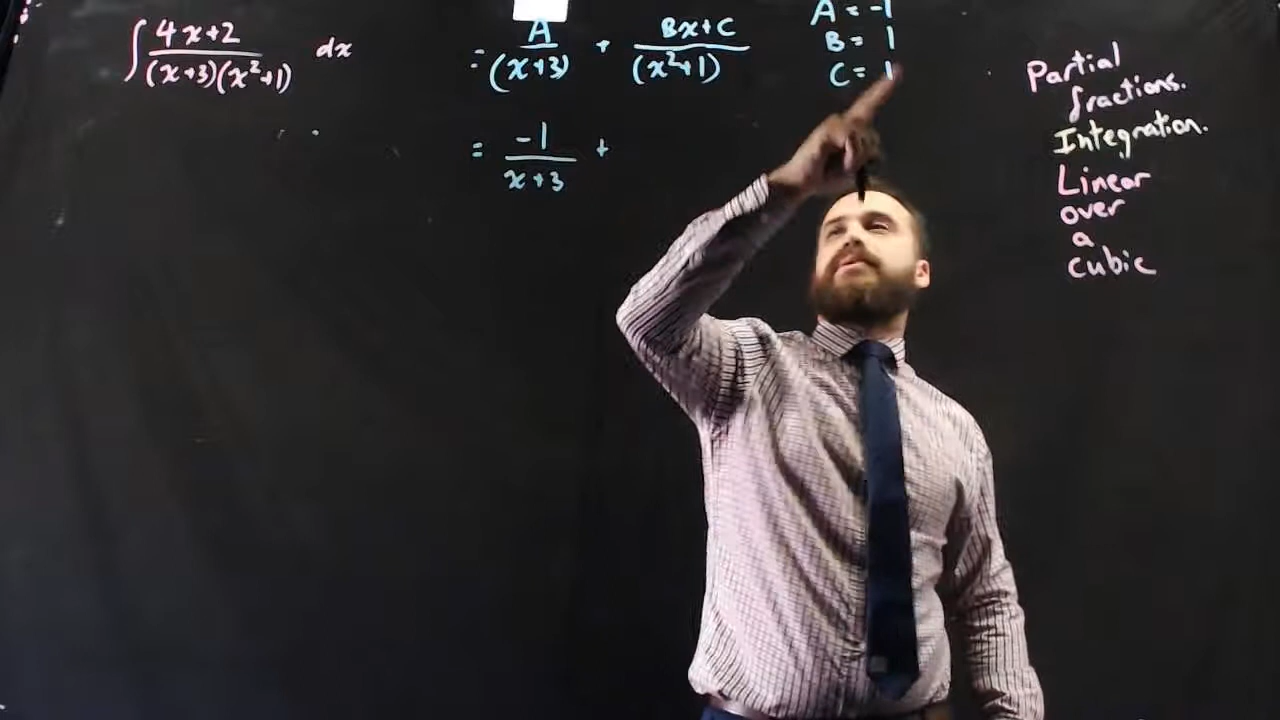 ∫ 4x+2 / (x+3)(x²+1) dx
= A / (x+3) + Bx+C / (x²+1)
= -1 / x+3 +
A = -1
B = 1
C = 1
Partial
fractions.
Integration.
Linear
over
a
cubic